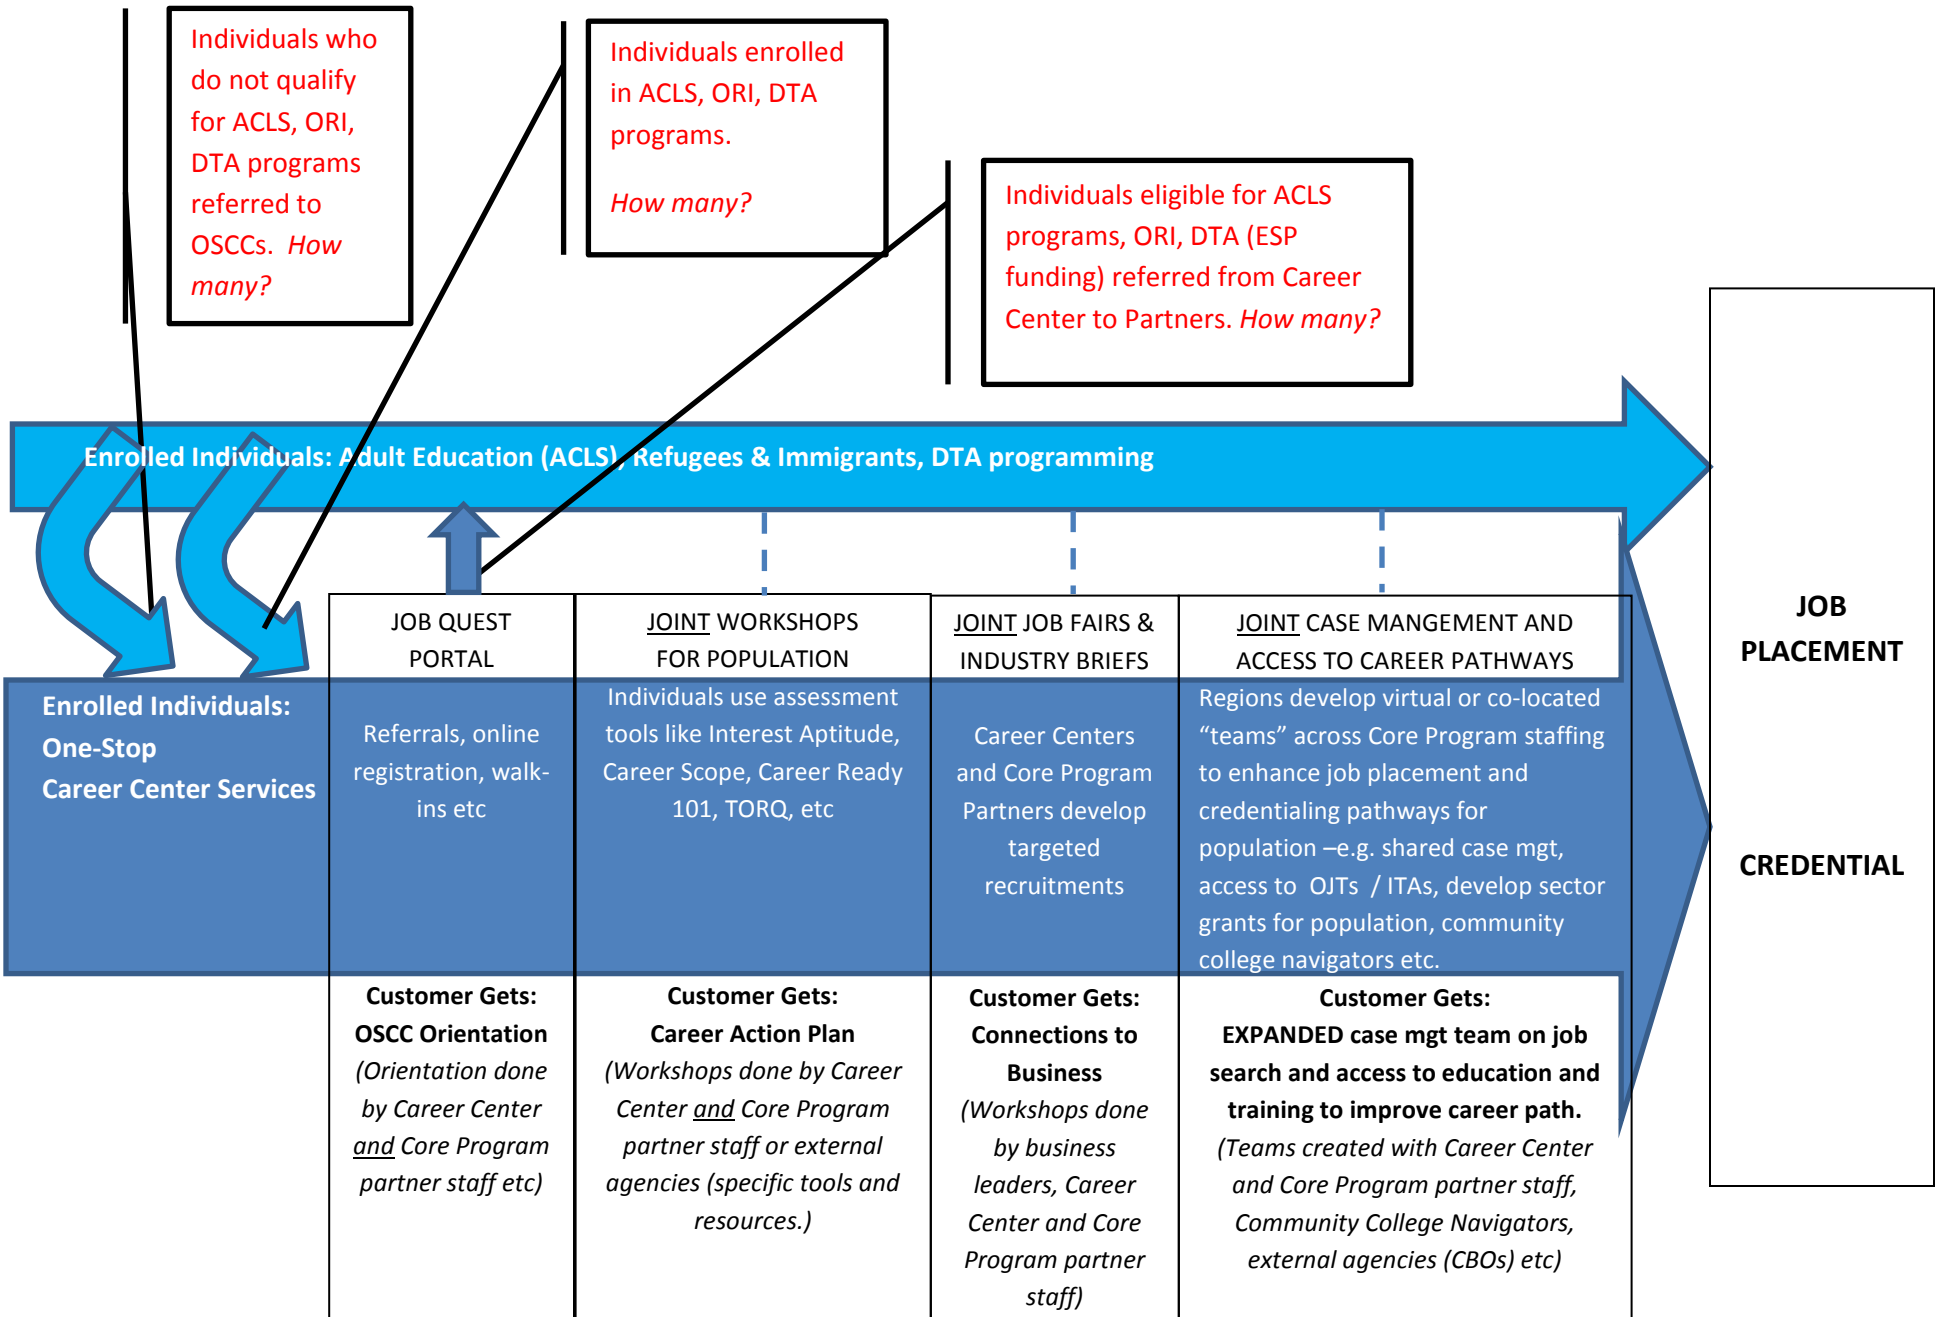 Individuals who
do not qualify
for ACLS, ORI,
DTA programs
referred to
OSCCs.  How
many?
Individuals enrolled
in ACLS, ORI, DTA
programs.
How many?
Individuals eligible for ACLS
programs, ORI, DTA (ESP
funding) referred from Career
Center to Partners. How many?
Enrolled Individuals: Adult Education (ACLS), Refugees & Immigrants, DTA programming
Enrolled Individuals:
One-Stop
Career Center Services
JOB QUEST
PORTAL
Referrals, online
registration, walk-
ins etc
Customer Gets:
OSCC Orientation
(Orientation done
by Career Center
and Core Program
partner staff etc)
JOINT WORKSHOPS
FOR POPULATION
Individuals use assessment
tools like Interest Aptitude,
Career Scope, Career Ready
101, TORQ, etc
Customer Gets:
Career Action Plan
(Workshops done by Career
Center and Core Program
partner staff or external
agencies (specific tools and
resources.)
JOINT JOB FAIRS &
INDUSTRY BRIEFS
Career Centers
and Core Program
Partners develop
targeted
recruitments
Customer Gets:
Connections to
Business
(Workshops done
by business
leaders, Career
Center and Core
Program partner
staff)
JOINT CASE MANGEMENT AND
ACCESS TO CAREER PATHWAYS
Regions develop virtual or co-located
“teams” across Core Program staffing
to enhance job placement and
credentialing pathways for
population –e.g. shared case mgt,
access to  OJTs  / ITAs, develop sector
grants for population, community
college navigators etc.
Customer Gets:
EXPANDED case mgt team on job
search and access to education and
training to improve career path.
(Teams created with Career Center
and Core Program partner staff,
Community College Navigators,
external agencies (CBOs) etc)
JOB
PLACEMENT
CREDENTIAL